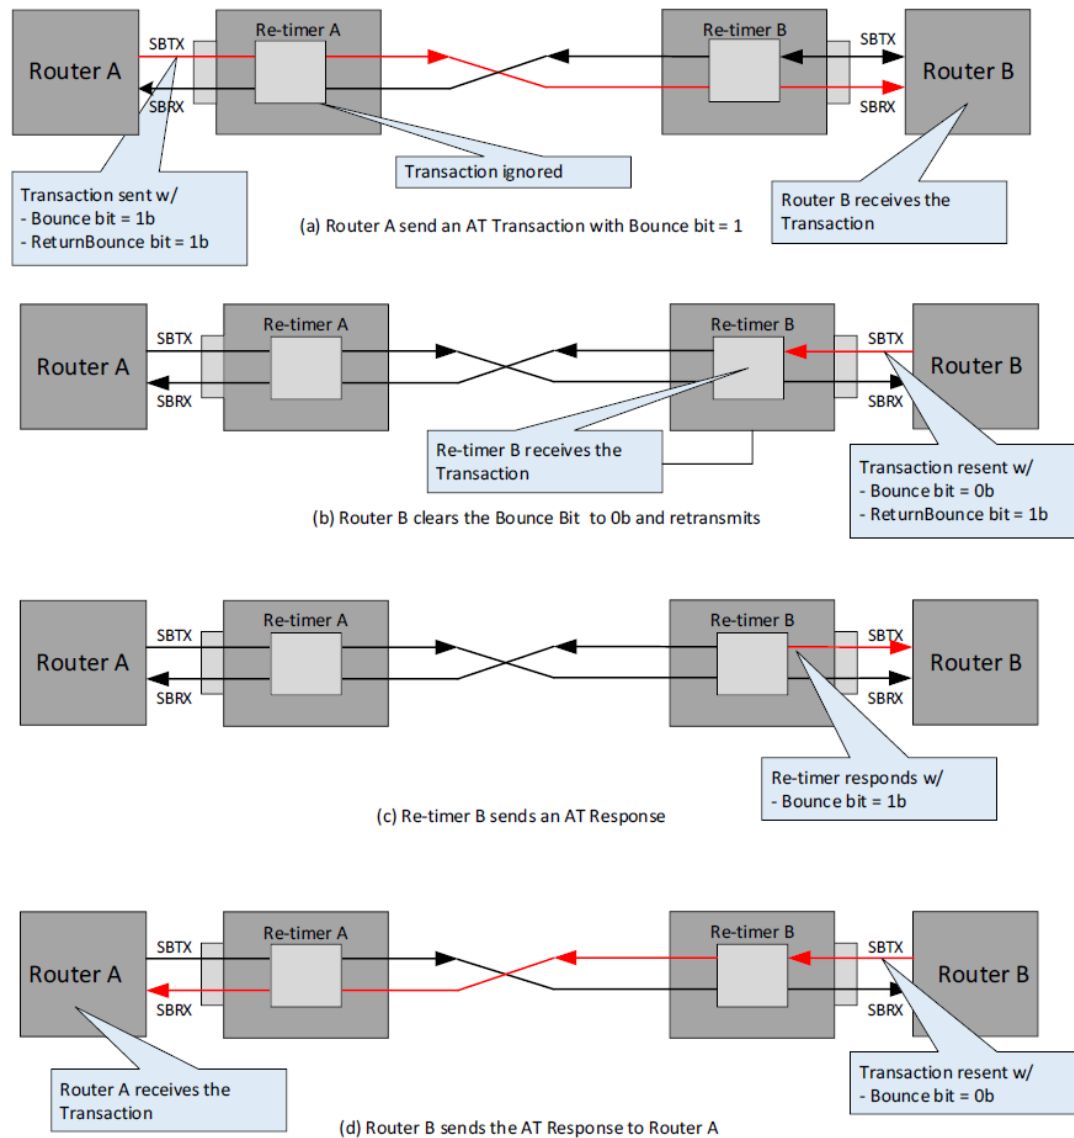 Re-timer A
Re-timer B
SBTX
SBTX
Router A
Router B
SBRX
SBRX
Transaction sent w/
- Bounce bit = 1b
- ReturnBounce bit = 1b
Transaction ignored
Router B receives the
Transaction
(a) Router A send an AT Transaction with Bounce bit = 1
Re-timer A
Re-timer B
SBTX
SBTX
Router A
Router B
SBRX
Re-timer B receives the
Transaction
Transaction resent w/
- Bounce bit = 0b
- ReturnBounce bit = 1b
(b) Router B clears the Bounce Bit to 0b and retransmits
Re-timer A
Re-timer B
SBTX
SBTX
Router A
Router B
SBRX
SBRX
Re-timer responds w/
- Bounce bit = 1b
(c) Re-timer B sends an AT Response
Re-timer A
Re-timer B
SBTX
SBTX
Router A
Router B
SBRX
SBRX
Router A receives the
Transaction
Transaction resent w/
- Bounce bit = 0b
(d) Router B sends the AT Response to Router A